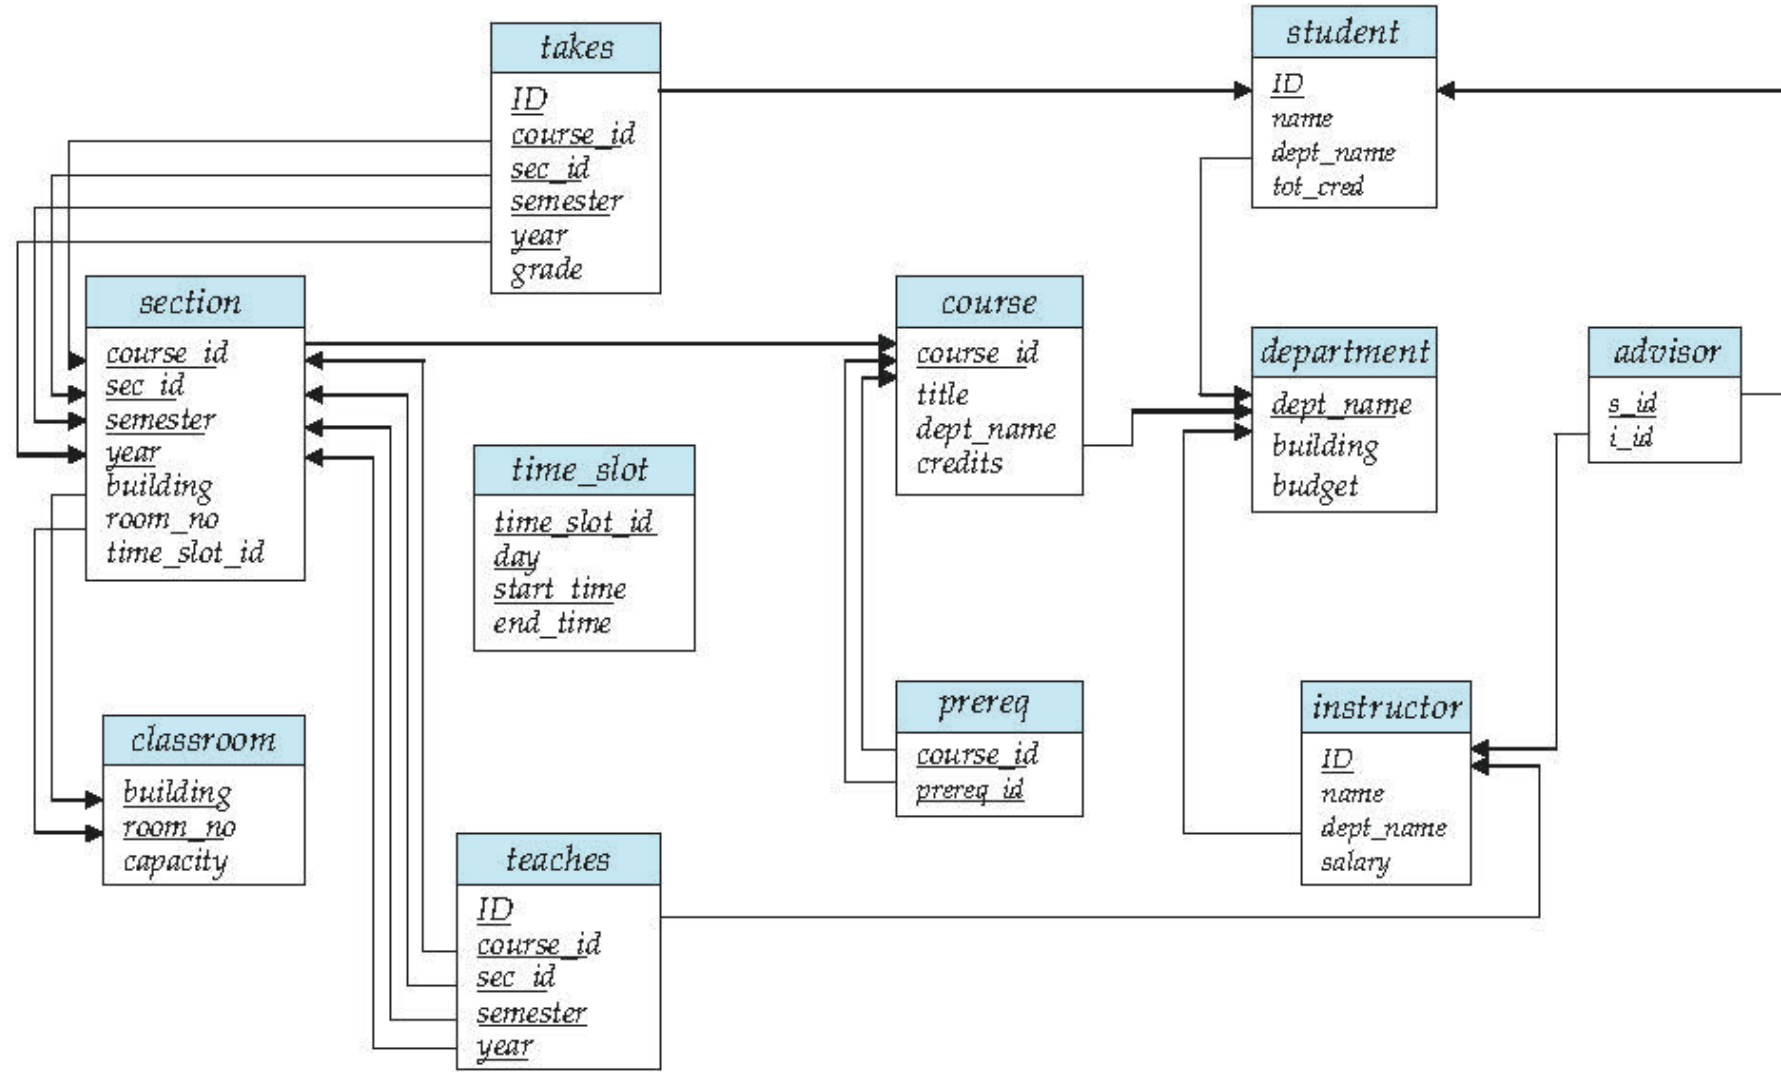 takes
ID
course_id
sec_id
semester
year
grade
student
ID
name
dept_name
tot_cred
section
course_id
sec_id
semester
year
building
room_no
time_slot_id
course
course_id
title
dept_name
credits
department
dept_name
building
budget
advisor
s_id
i_id
time_slot
time_slot_id
day
start_time
end_time
prereq
course_id
prereq_id
instructor
ID
name
dept_name
salary
classroom
building
room_no
capacity
teaches
ID
course_id
sec_id
semester
year